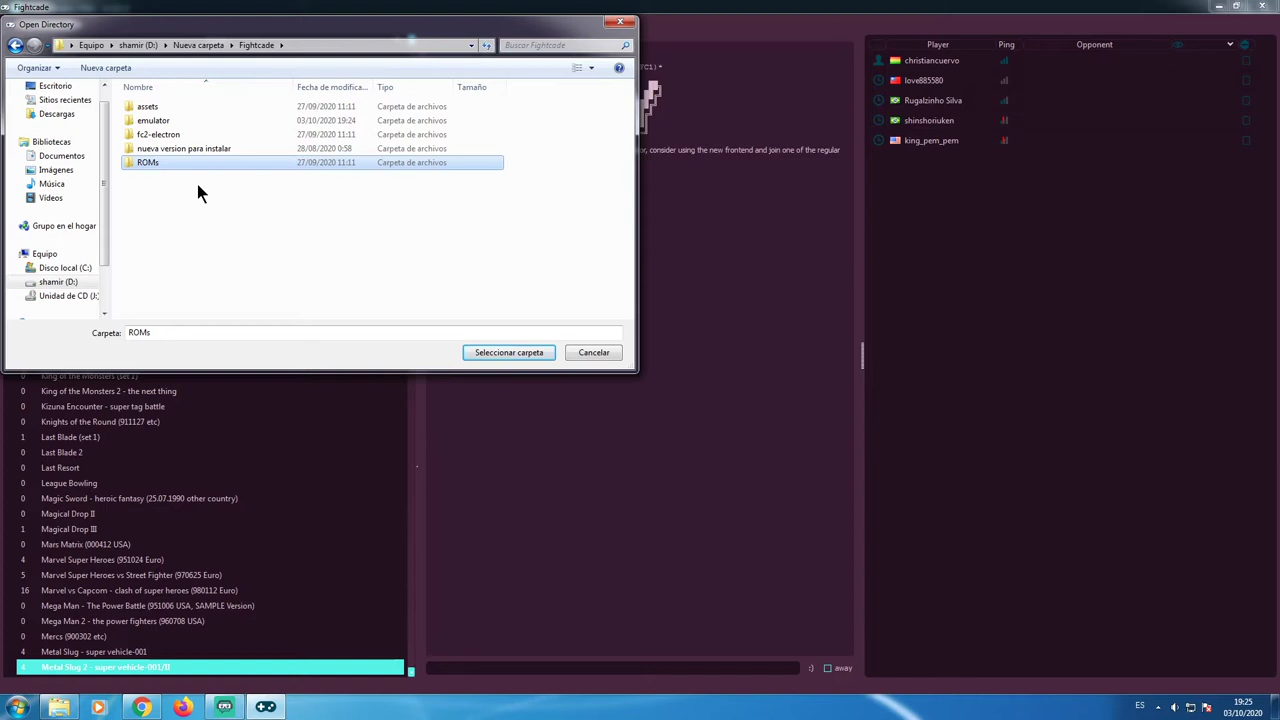 Fightcade
Open Directory
Equipo ▸ shamir (D:) ▸ Nueva carpeta ▸ Fightcade ▸
Buscar Fightcade
Organizar
Nueva carpeta
Escritorio
Sitios recientes
Descargas
Bibliotecas
Documentos
Imágenes
Música
Vídeos
Grupo en el hogar
Equipo
Disco local (C:)
shamir (D:)
Unidad de CD (J:)
Nombre Fecha de modifica... Tipo Tamaño
assets 27/09/2020 11:11 Carpeta de archivos
emulator 03/10/2020 19:24 Carpeta de archivos
fc2-electron 27/09/2020 11:11 Carpeta de archivos
nueva version para instalar 28/08/2020 0:58 Carpeta de archivos
ROMs 27/09/2020 11:11 Carpeta de archivos
Carpeta: ROMs
Seleccionar carpeta Cancelar
King of the Monsters (set 1)
0 King of the Monsters 2 - the next thing
0 Kizuna Encounter - super tag battle
0 Knights of the Round (911127 etc)
1 Last Blade (set 1)
0 Last Blade 2
0 Last Resort
0 League Bowling
0 Magic Sword - heroic fantasy (25.07.1990 other country)
0 Magical Drop II
1 Magical Drop III
0 Mars Matrix (000412 USA)
4 Marvel Super Heroes (951024 Euro)
5 Marvel Super Heroes vs Street Fighter (970625 Euro)
16 Marvel vs Capcom - clash of super heroes (980112 Euro)
0 Mega Man - The Power Battle (951006 USA, SAMPLE Version)
0 Mega Man 2 - the power fighters (960708 USA)
0 Mercs (900302 etc)
4 Metal Slug - super vehicle-001
4 Metal Slug 2 - super vehicle-001/II
or, consider using the new frontend and join one of the regular
:) away
Player Ping Opponent
christiancuervo
love885580
Rugalzinho Silva
shinshoriuken
king_pem_pem
ES
19:25
03/10/2020